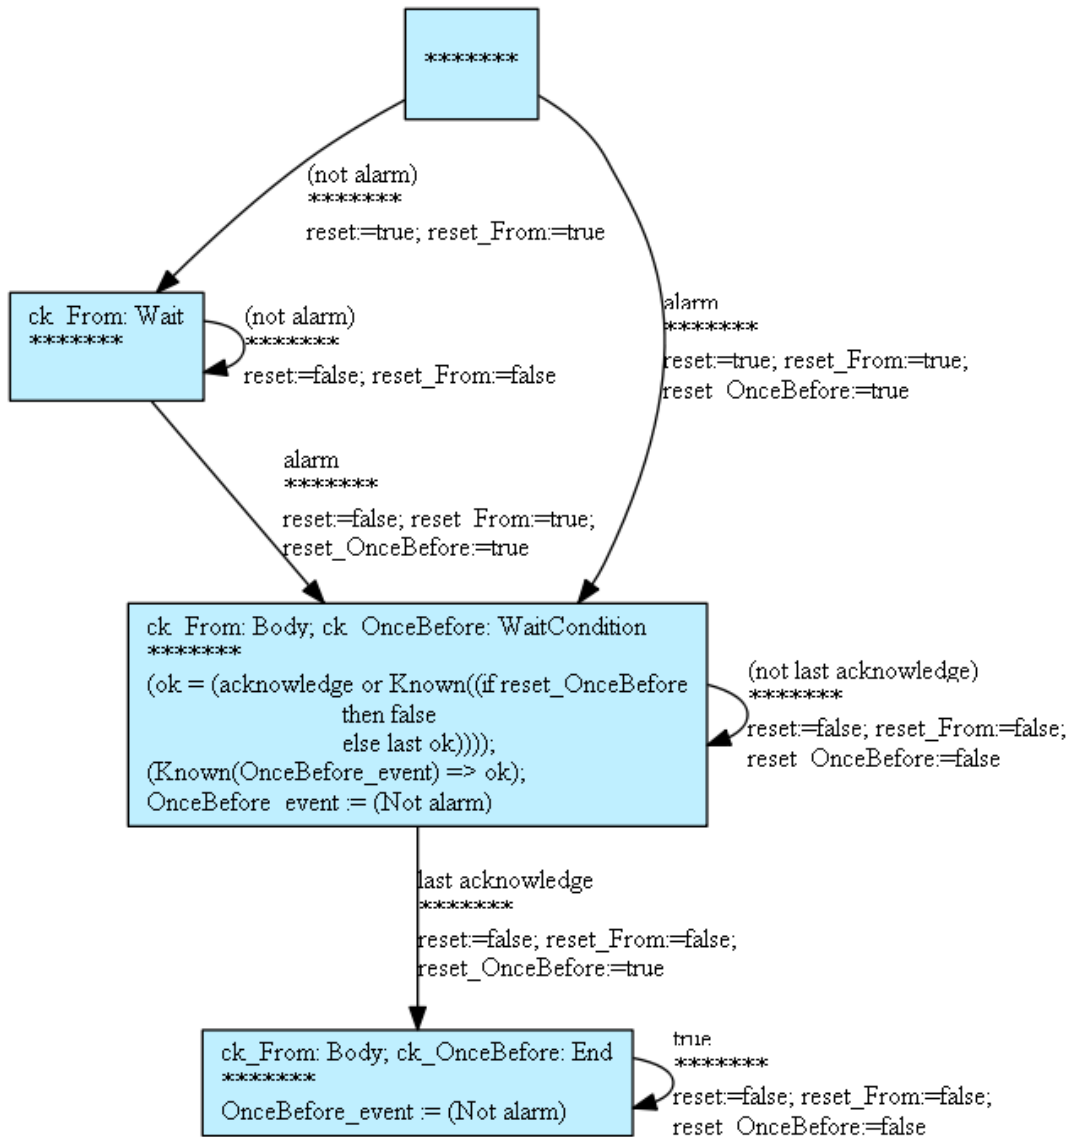 *******
(not alarm)
*******
reset:=true; reset_From:=true
alarm
*******
reset:=true; reset_From:=true;
reset_OnceBefore:=true
ck_From: Wait
*******
(not alarm)
*******
reset:=false; reset_From:=false
alarm
*******
reset:=false; reset_From:=true;
reset_OnceBefore:=true
ck_From: Body; ck_OnceBefore: WaitCondition
*******
(ok = (acknowledge or Known((if reset_OnceBefore
then false
else last ok))));
(Known(OnceBefore_event) => ok);
OnceBefore_event := (Not alarm)
(not last acknowledge)
*******
reset:=false; reset_From:=false;
reset_OnceBefore:=false
last acknowledge
*******
reset:=false; reset_From:=false;
reset_OnceBefore:=true
ck_From: Body; ck_OnceBefore: End
*******
OnceBefore_event := (Not alarm)
true
*******
reset:=false; reset_From:=false;
reset_OnceBefore:=false